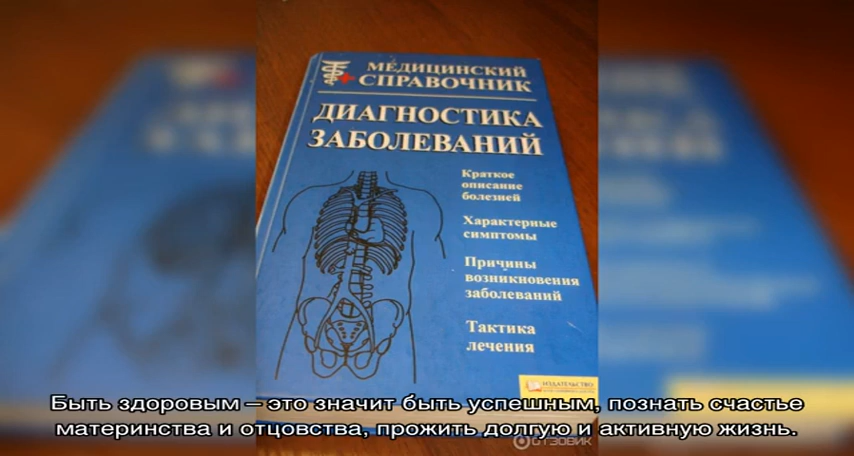 МЕДИЦИНСКИЙ
СПРАВОЧНИК
ДИАГНОСТИКА
ЗАБОЛЕВАНИЙ
Краткое
описание
болезней
Характерные
симптомы
Причины
возникновения
заболеваний
Тактика
лечения
ИЗДАТЕЛЬСТВО
Быть здоровым – это значит быть успешным, познать счастье
материнства и отцовства, прожить долгую и активную жизнь.
ОТЗОВИК